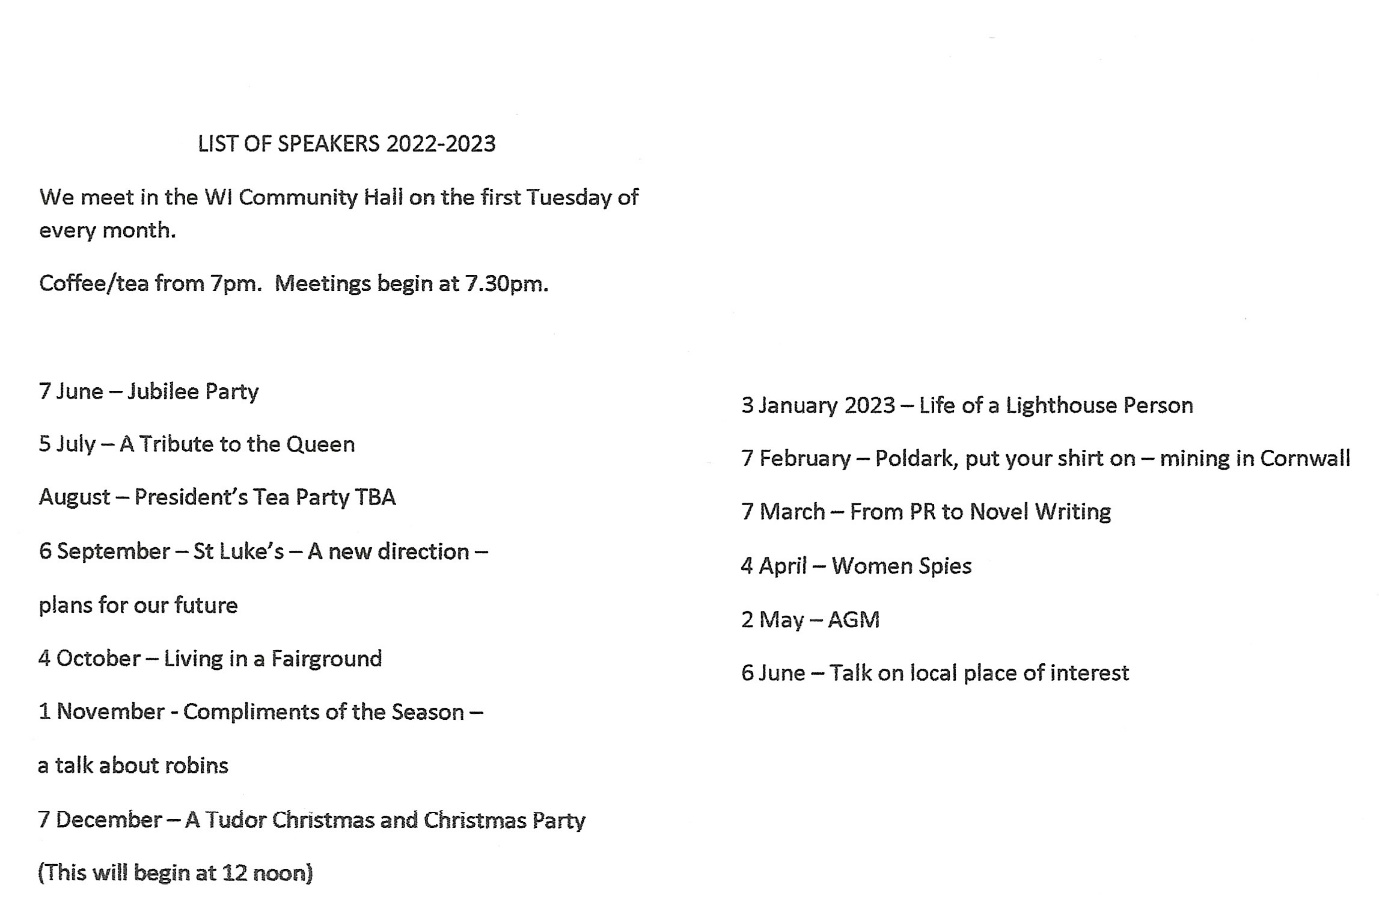 LIST OF SPEAKERS 2022-2023
We meet in the WI Community Hall on the first Tuesday of
every month.
Coffee/tea from 7pm.  Meetings begin at 7.30pm.
7 June – Jubilee Party
5 July – A Tribute to the Queen
August – President’s Tea Party TBA
6 September – St Luke’s – A new direction –
plans for our future
4 October – Living in a Fairground
1 November - Compliments of the Season –
a talk about robins
7 December – A Tudor Christmas and Christmas Party
(This will begin at 12 noon)
3 January 2023 – Life of a Lighthouse Person
7 February – Poldark, put your shirt on – mining in Cornwall
7 March – From PR to Novel Writing
4 April – Women Spies
2 May – AGM
6 June – Talk on local place of interest